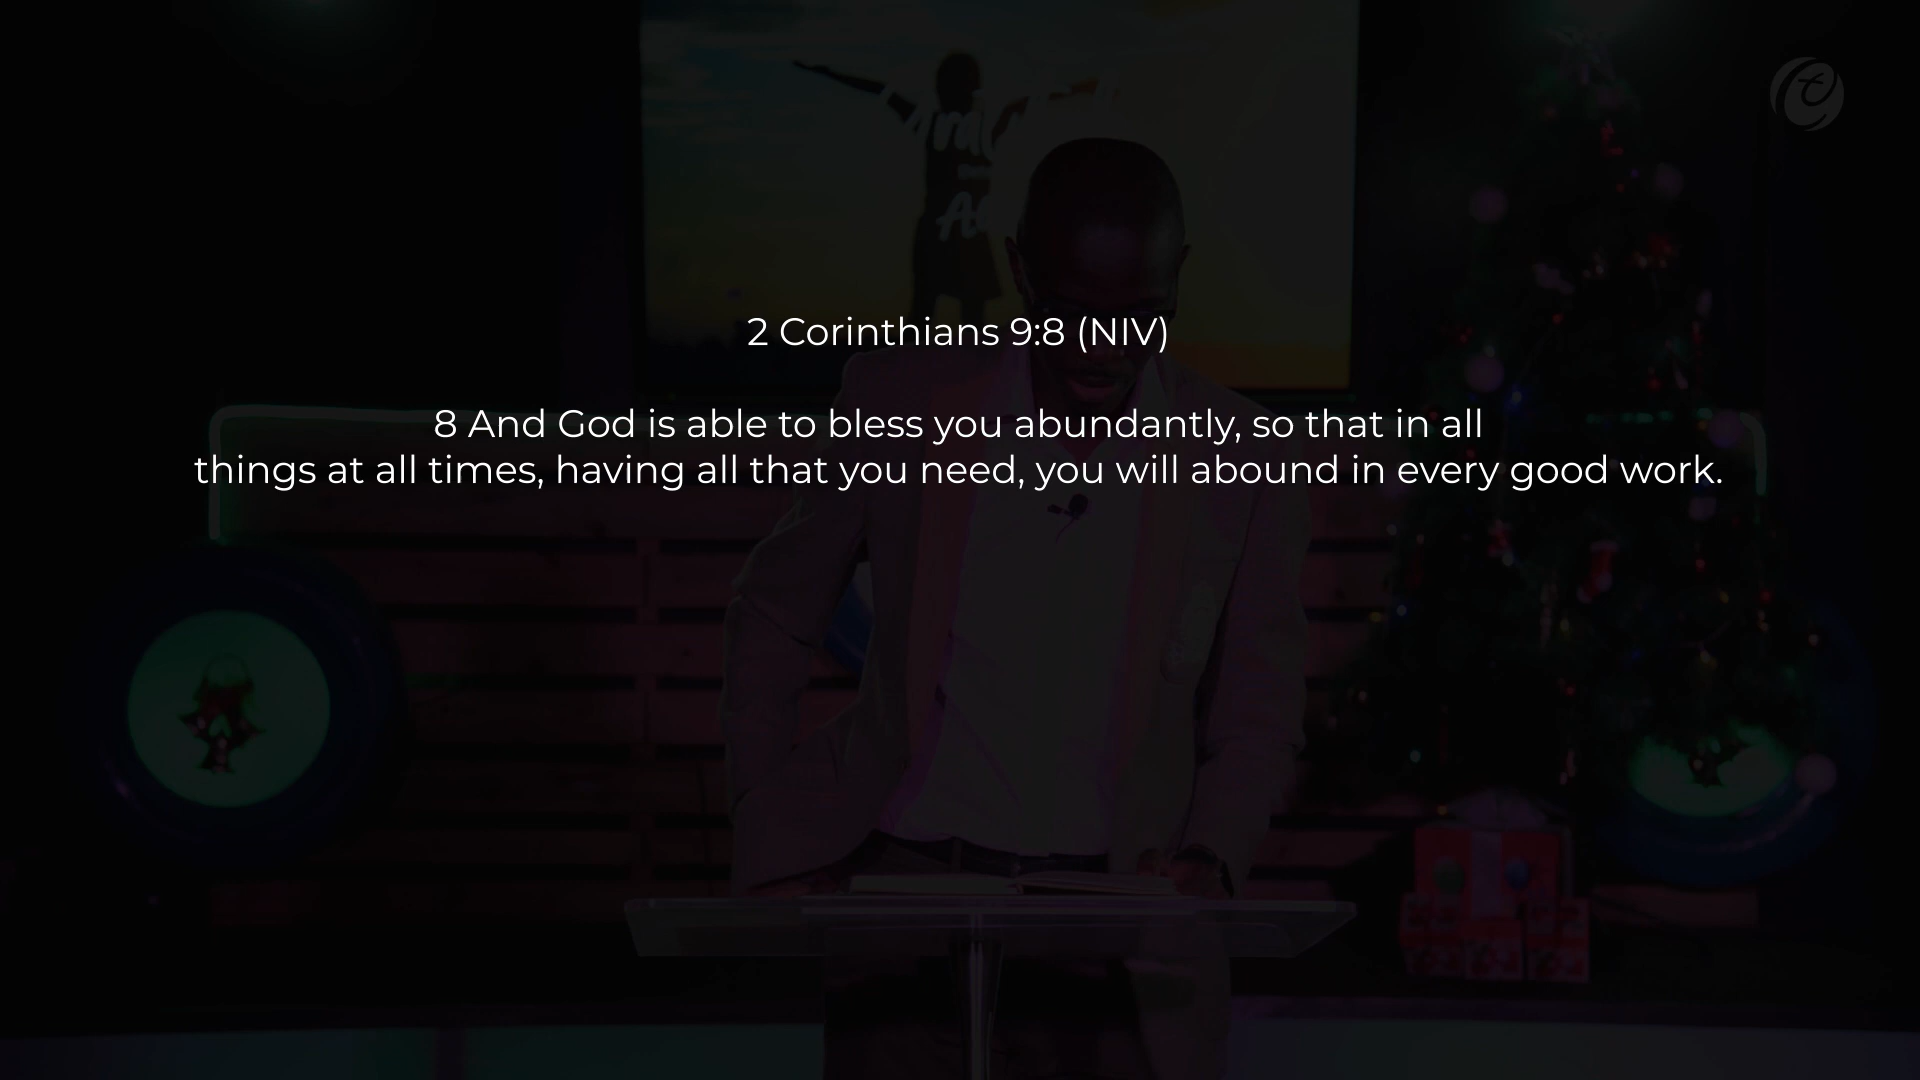 2 Corinthians 9:8 (NIV)
8 And God is able to bless you abundantly, so that in all
things at all times, having all that you need, you will abound in every good work.